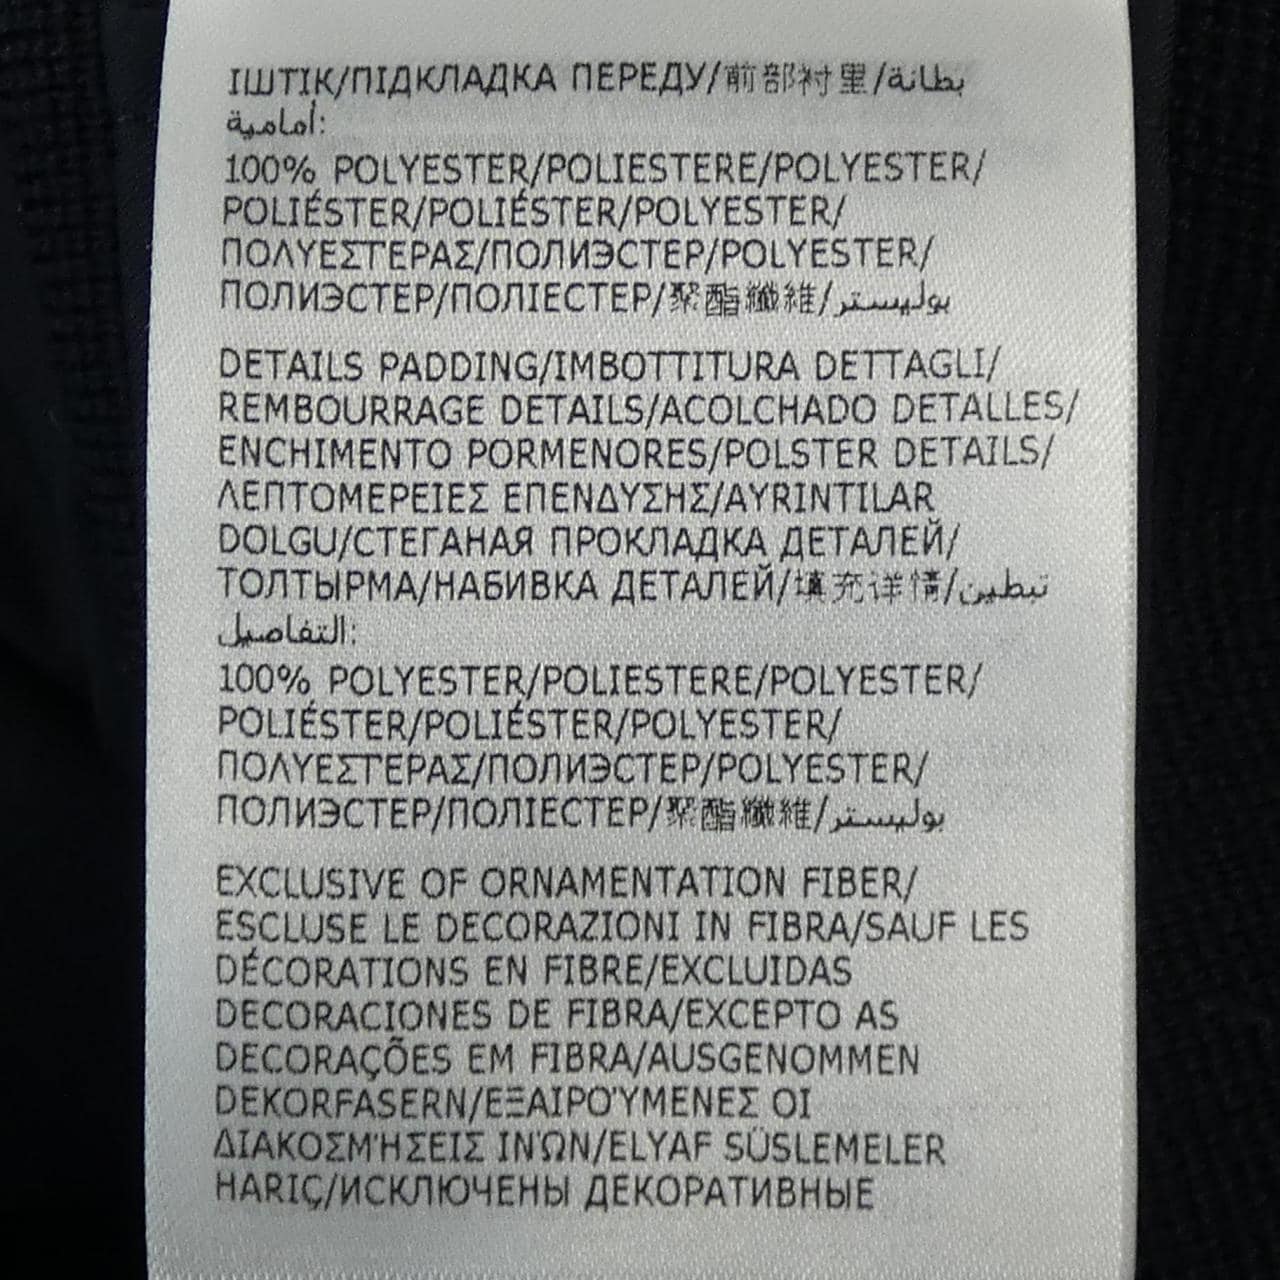 ІШТІК/ПІДКЛАДКА ПЕРЕДУ/前部衬里/بطانة
أمامية:
100% POLYESTER/POLIESTERE/POLYESTER/
POLIÉSTER/POLIÉSTER/POLYESTER/
ΠΟΛΥΕΣΤΕΡΑΣ/ПОЛИЭСТЕР/POLYESTER/
ПОЛИЭСТЕР/ПОЛІЕСТЕР/聚酯纖維/بوليستر
DETAILS PADDING/IMBOTTITURA DETTAGLI/
REMBOURRAGE DETAILS/ACOLCHADO DETALLES/
ENCHIMENTO PORMENORES/POLSTER DETAILS/
ΛΕΠΤΟΜΕΡΕΙΕΣ ΕΠΕΝΔΥΣΗΣ/AYRINTILAR
DOLGU/СТЕГАНАЯ ПРОКЛАДКА ДЕТАЛЕЙ/
ТОЛТЫРМА/НАБИВКА ДЕТАЛЕЙ/填充详情/تبطين
التفاصيل:
100% POLYESTER/POLIESTERE/POLYESTER/
POLIÉSTER/POLIÉSTER/POLYESTER/
ΠΟΛΥΕΣΤΕΡΑΣ/ПОЛИЭСТЕР/POLYESTER/
ПОЛИЭСТЕР/ПОЛІЕСТЕР/聚酯纖維/بوليستر
EXCLUSIVE OF ORNAMENTATION FIBER/
ESCLUSE LE DECORAZIONI IN FIBRA/SAUF LES
DÉCORATIONS EN FIBRE/EXCLUIDAS
DECORACIONES DE FIBRA/EXCEPTO AS
DECORAÇÕES EM FIBRA/AUSGENOMMEN
DEKORFASERN/ΕΞΑΙΡΟΎΜΕΝΕΣ ΟΙ
ΔΙΑΚΟΣΜΉΣΕΙΣ ΙΝΏΝ/ELYAF SÜSLEMELER
HARIÇ/ИСКЛЮЧЕНЫ ДЕКОРАТИВНЫЕ